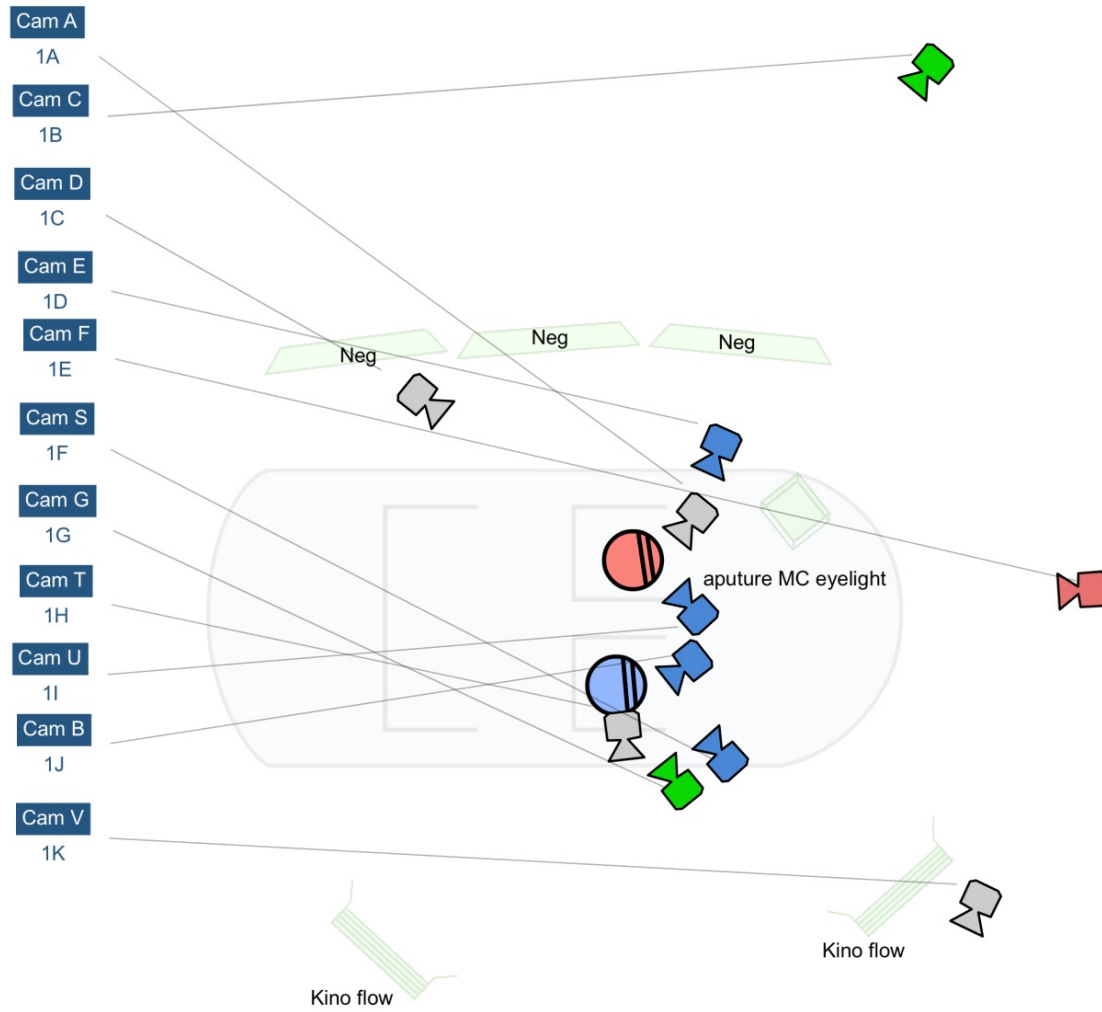 Cam A
1A
Cam C
1B
Cam D
1C
Cam E
1D
Cam F
1E
Cam S
1F
Cam G
1G
Cam T
1H
Cam U
1I
Cam B
1J
Cam V
1K
Neg
Neg
Neg
aputure MC eyelight
Kino flow
Kino flow